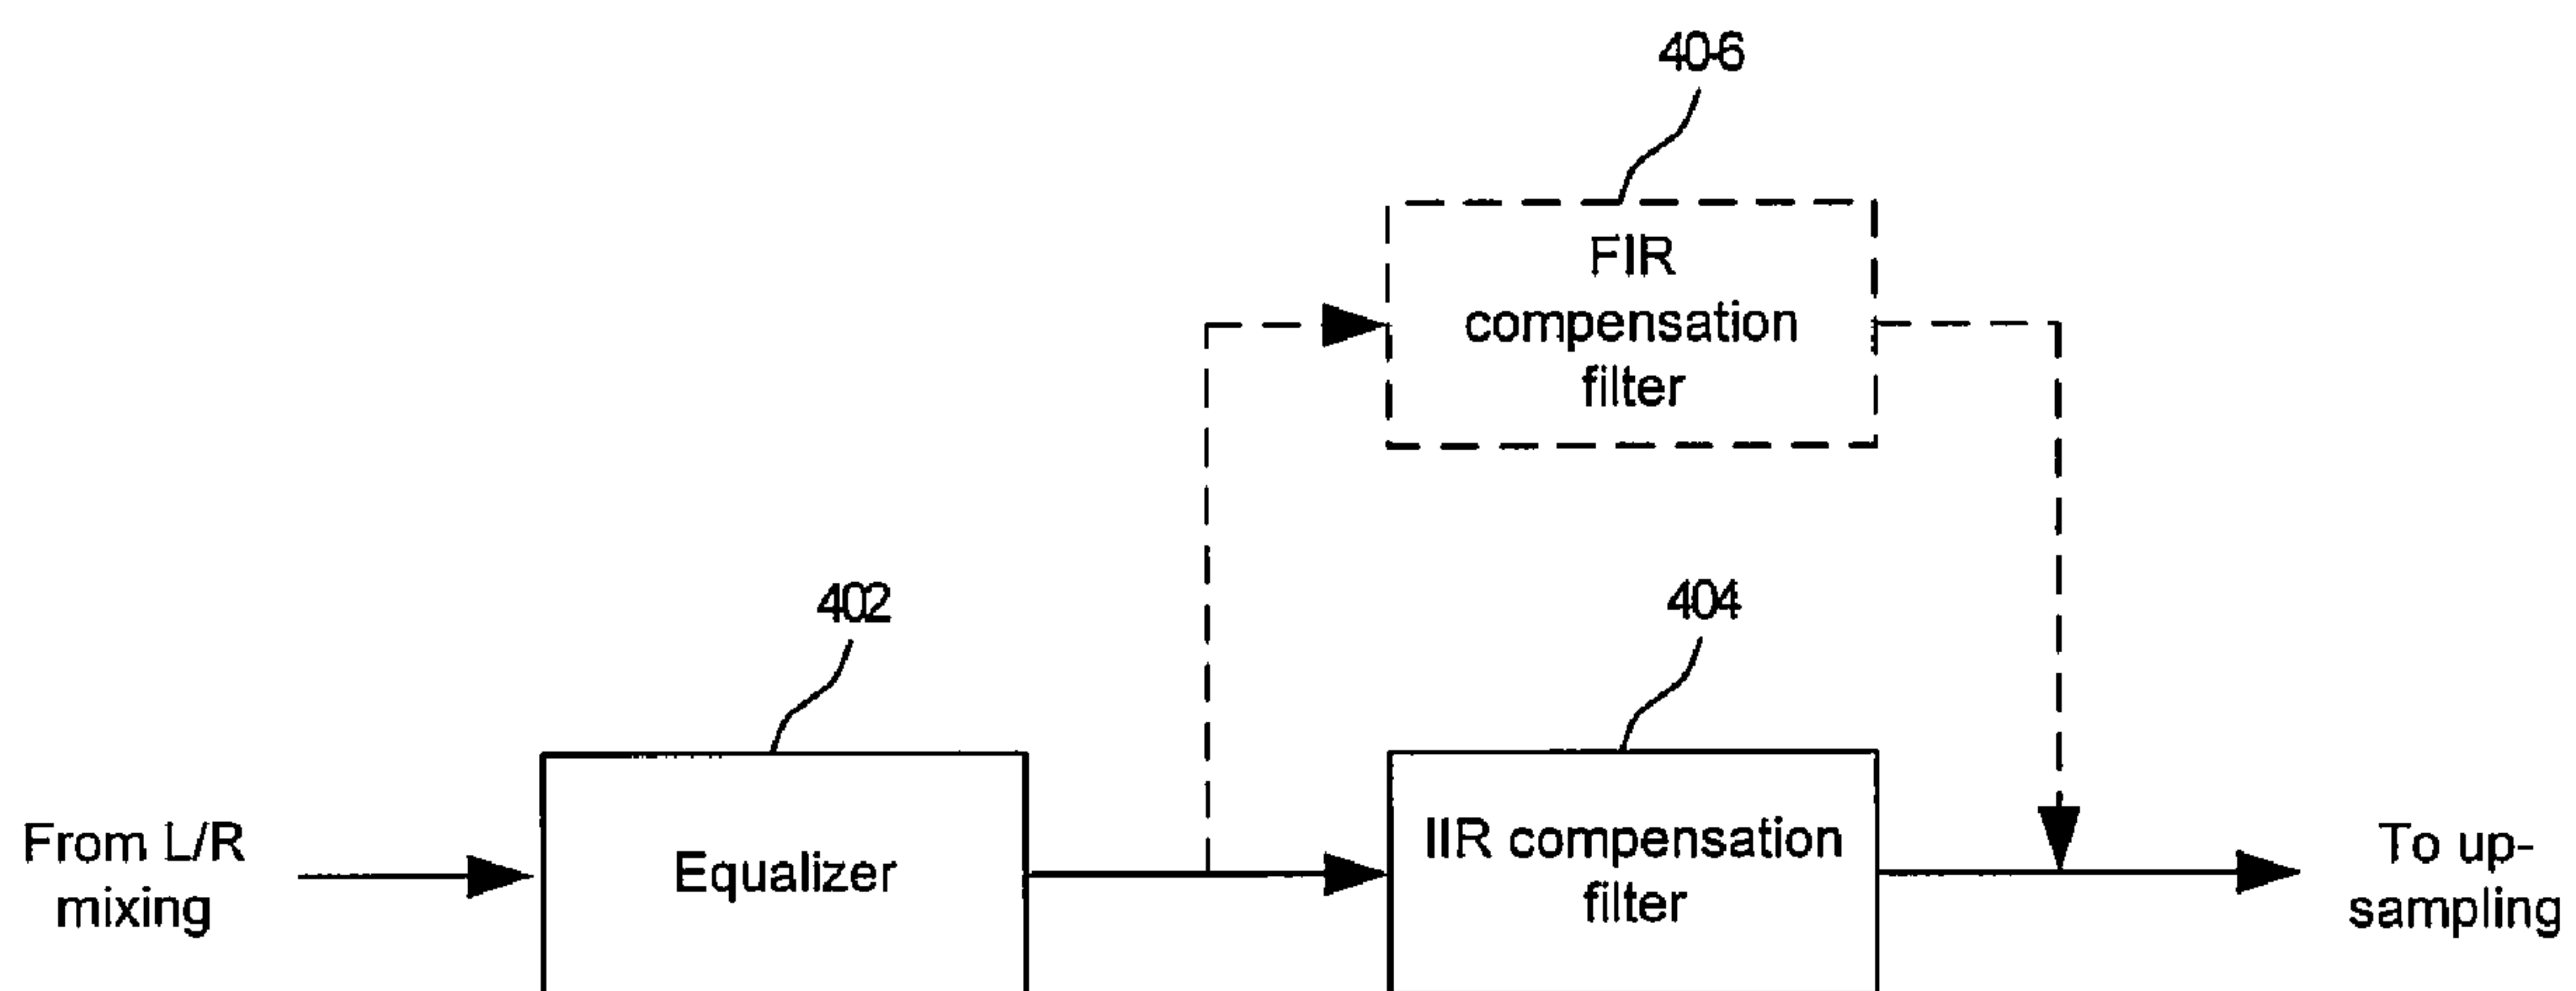 406
FIR
compensation
filter
402
404
From L/R
mixing
Equalizer
IIR compensation
filter
To up-
sampling